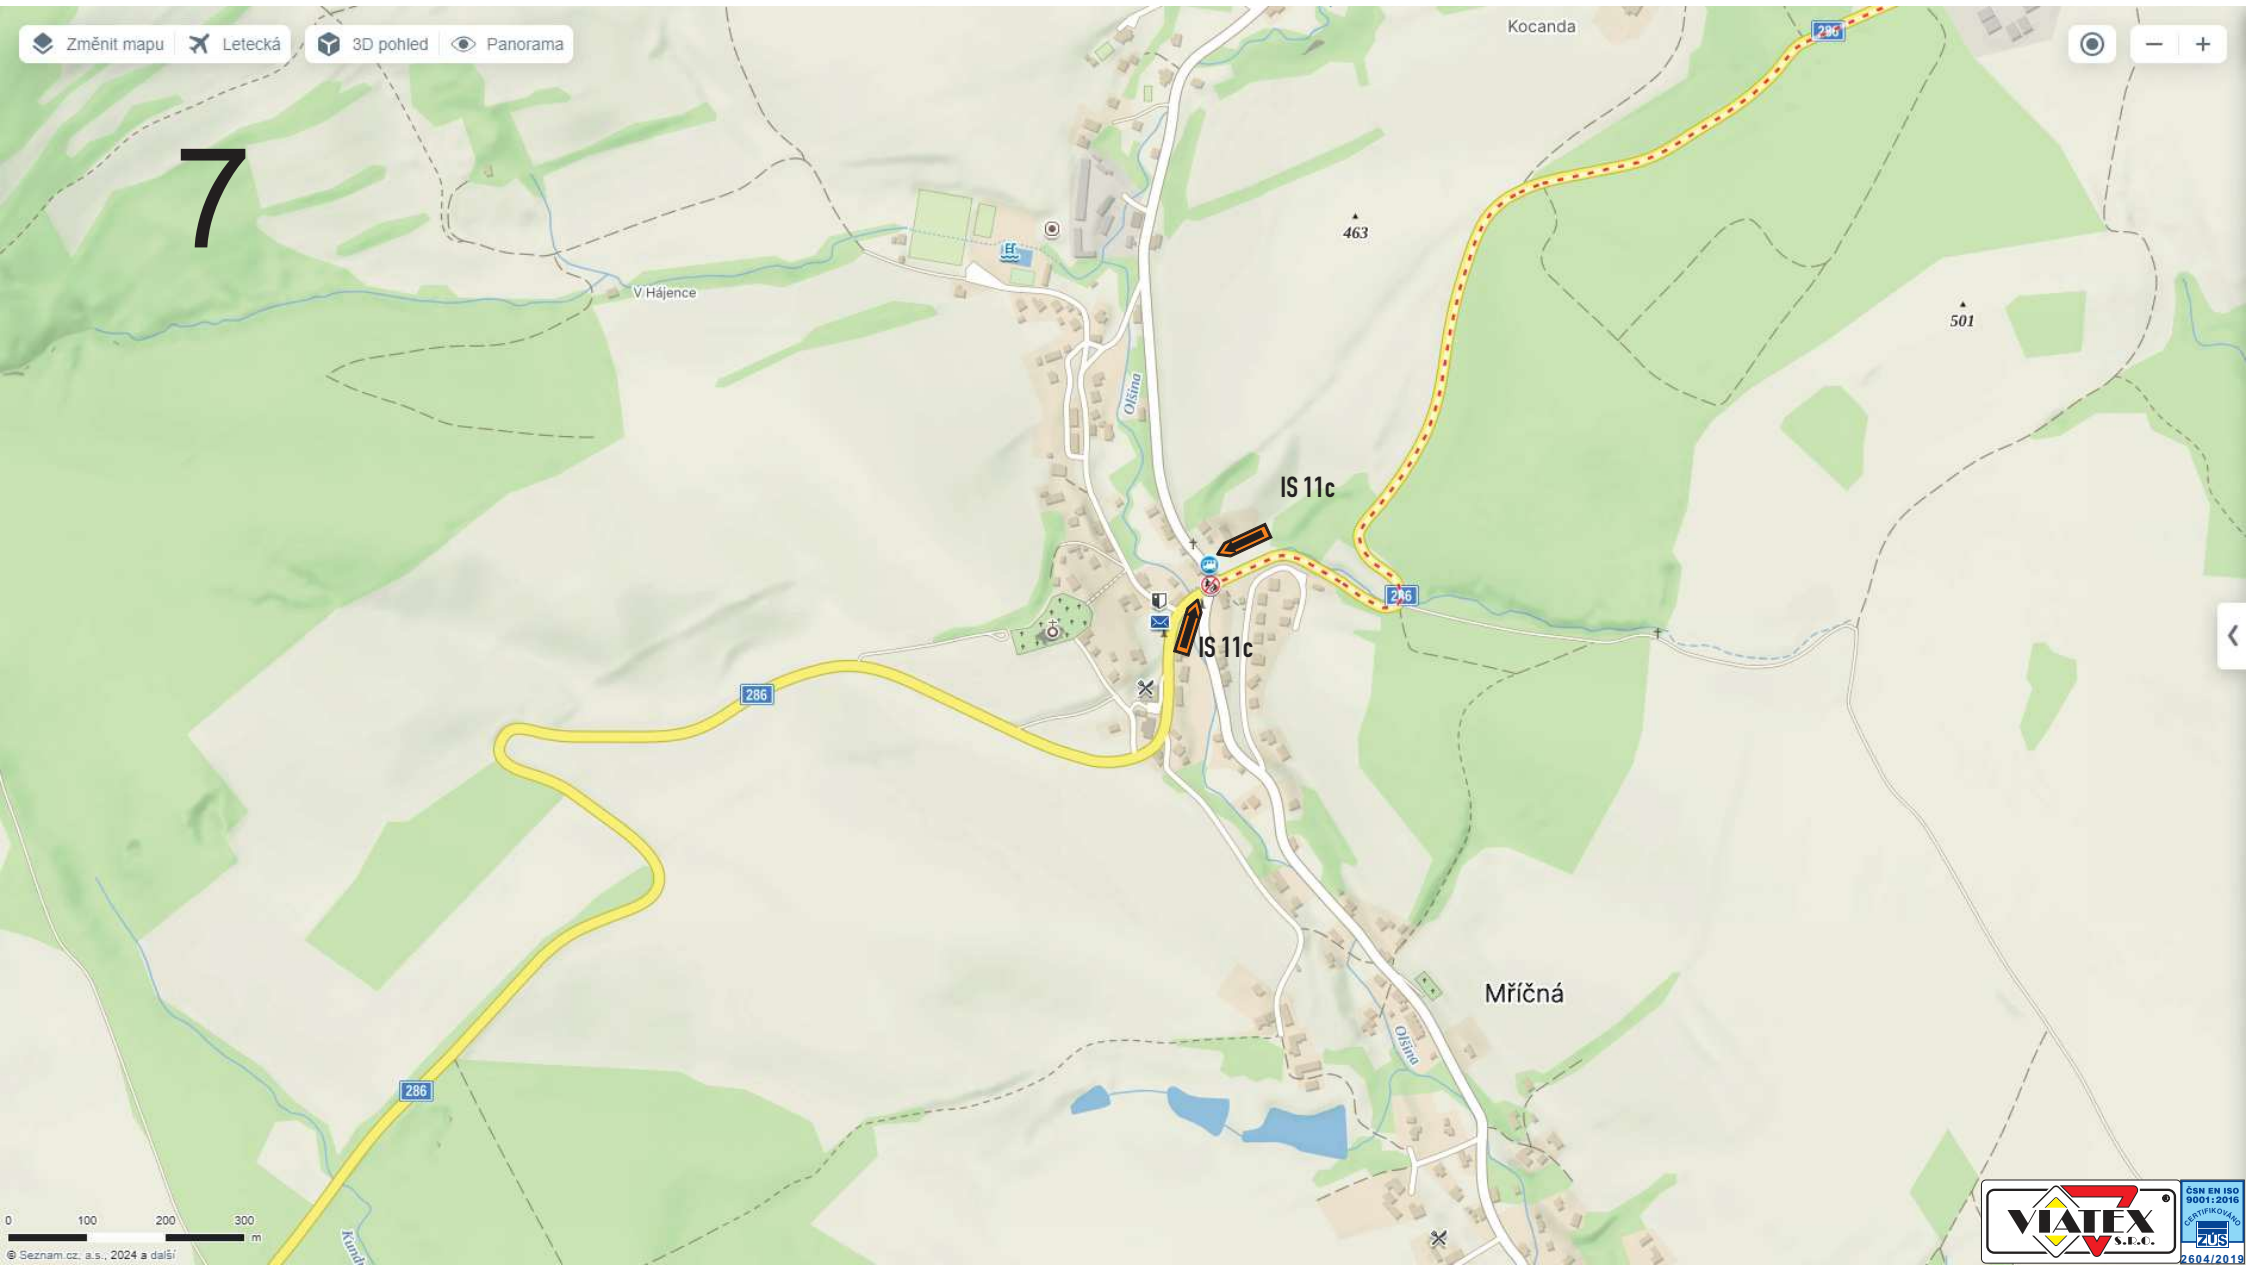 Změnit mapu
Letecká
3D pohled
Panorama
Kocanda
286
7
463
V Hájence
501
Olšina
IS 11c
286
IS 11c
286
Mříčná
Olšina
286
0 100 200 300
m
© Seznam.cz, a.s., 2024 a další
VIATEX
S.R.O.
®
ČSN EN ISO
9001:2016
CERTIFIKOVÁNO
ZÚS
2604/2019